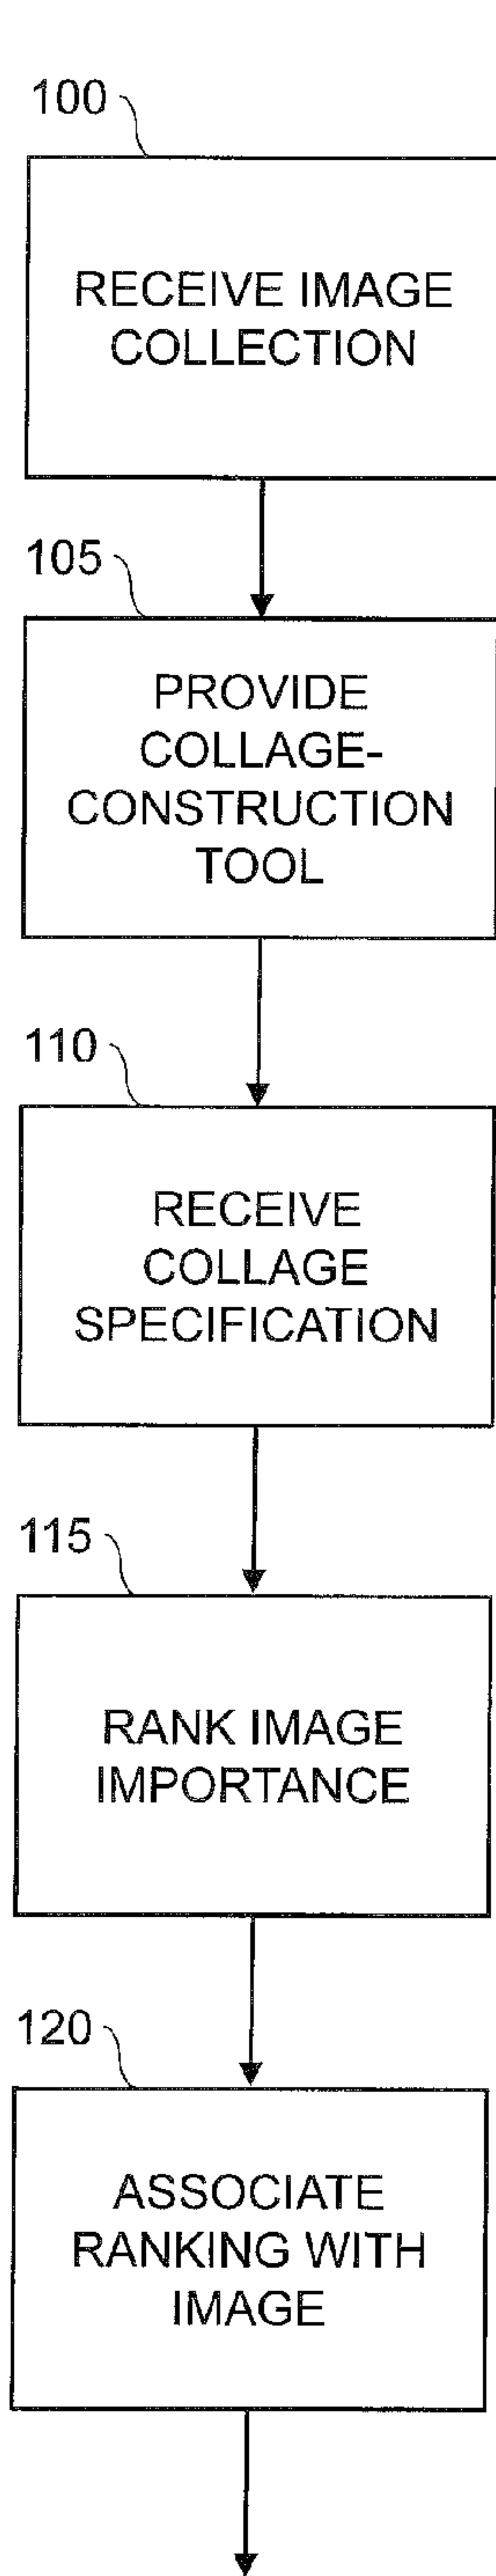 100
RECEIVE IMAGE
COLLECTION
105
PROVIDE
COLLAGE-
CONSTRUCTION
TOOL
110
RECEIVE
COLLAGE
SPECIFICATION
115
RANK IMAGE
IMPORTANCE
120
ASSOCIATE
RANKING WITH
IMAGE